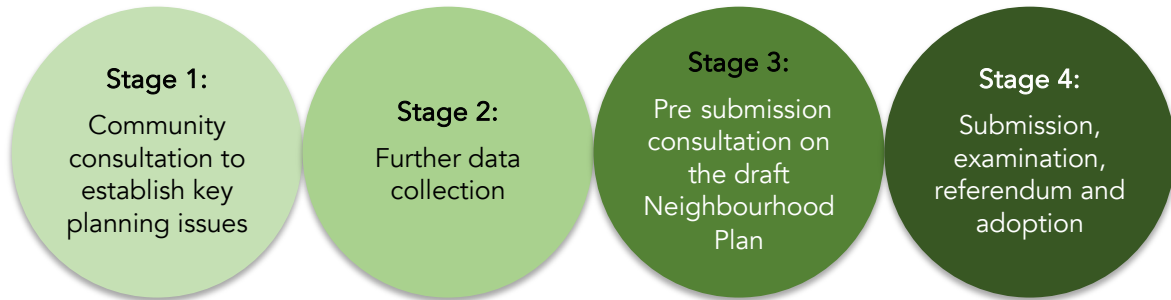 Stage 1:
Community
consultation to
establish key
planning issues
Stage 2:
Further data
collection
Stage 3:
Pre submission
consultation on
the draft
Neighbourhood
Plan
Stage 4:
Submission,
examination,
referendum and
adoption